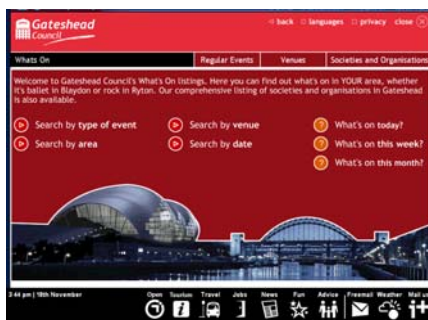 Gateshead
Council
back languages privacy close
Whats On Regular Events Venues Societies and Organisations
Welcome to Gateshead Council's What's On listings. Here you can find out what's on in YOUR area, whether
it's ballet in Blaydon or rock in Ryton. Our comprehensive listing of societies and organisations in Gateshead
is also available.
Search by type of event Search by venue ? What's on today?
Search by area Search by date ? What's on this week?
? What's on this month?
3:44 pm | 19th November Open Tourism Travel Jobs News Fun Advice Freemail Weather Mail us